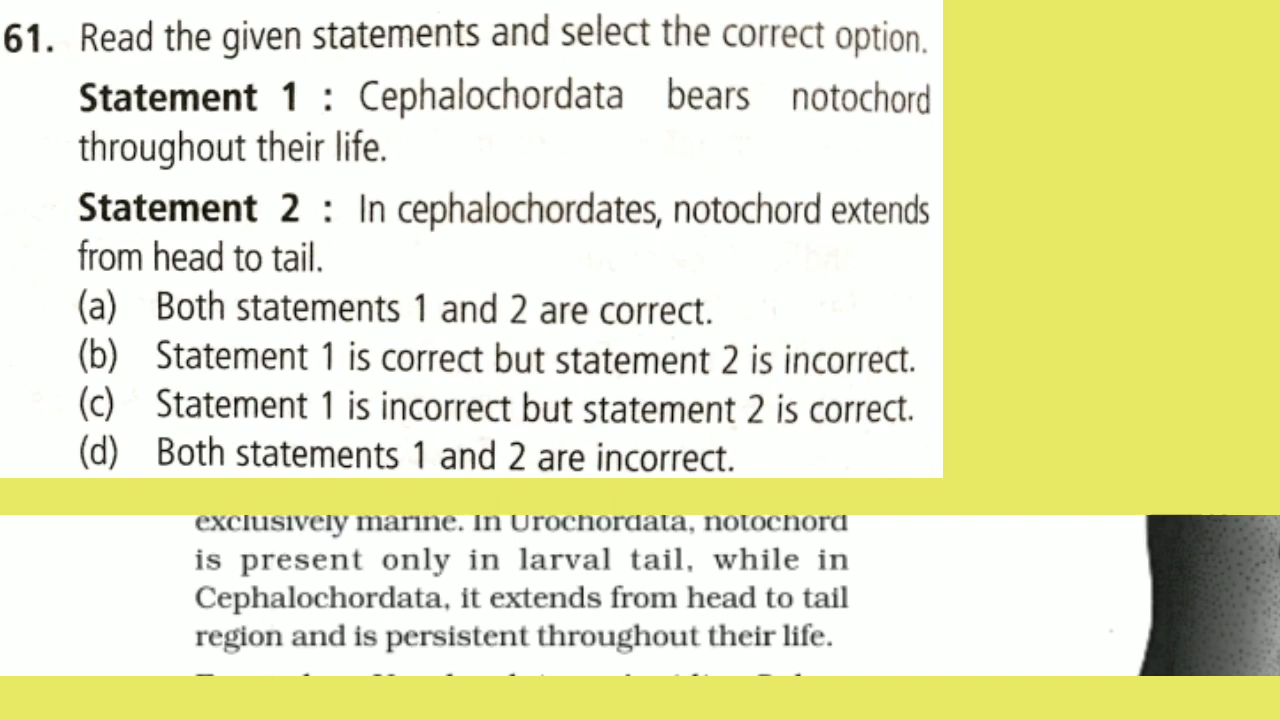 61. Read the given statements and select the correct option.
Statement 1 : Cephalochordata bears notochord
throughout their life.
Statement 2 : In cephalochordates, notochord extends
from head to tail.
(a) Both statements 1 and 2 are correct.
(b) Statement 1 is correct but statement 2 is incorrect.
(c) Statement 1 is incorrect but statement 2 is correct.
(d) Both statements 1 and 2 are incorrect.
exclusively marine. In Urochordata, notochord
is present only in larval tail, while in
Cephalochordata, it extends from head to tail
region and is persistent throughout their life.